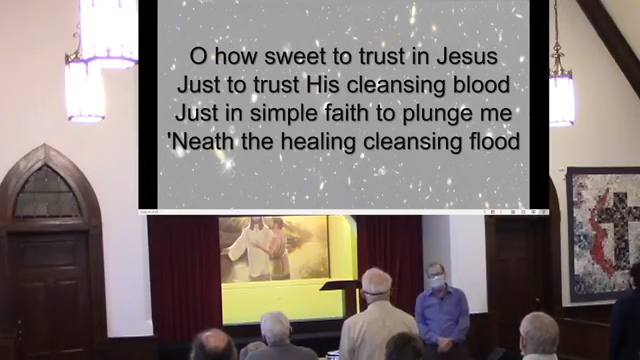 O how sweet to trust in Jesus
Just to trust His cleansing blood
Just in simple faith to plunge me
'Neath the healing cleansing flood